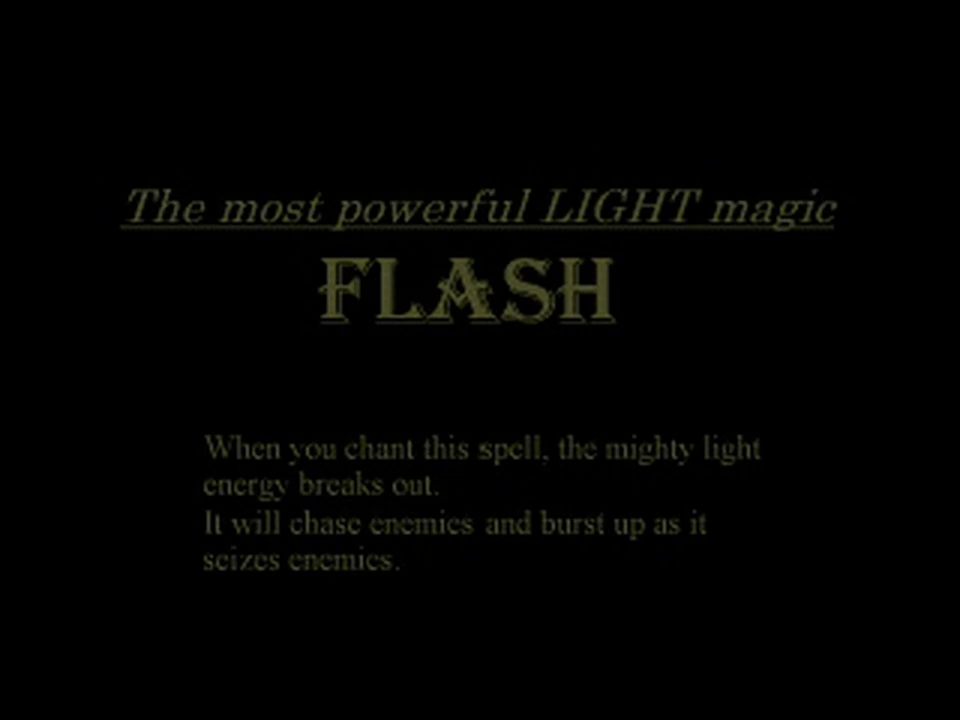 The most powerful LIGHT magic
FLASH
When you chant this spell, the mighty light
energy breaks out.
It will chase enemies and burst up as it
seizes enemies.